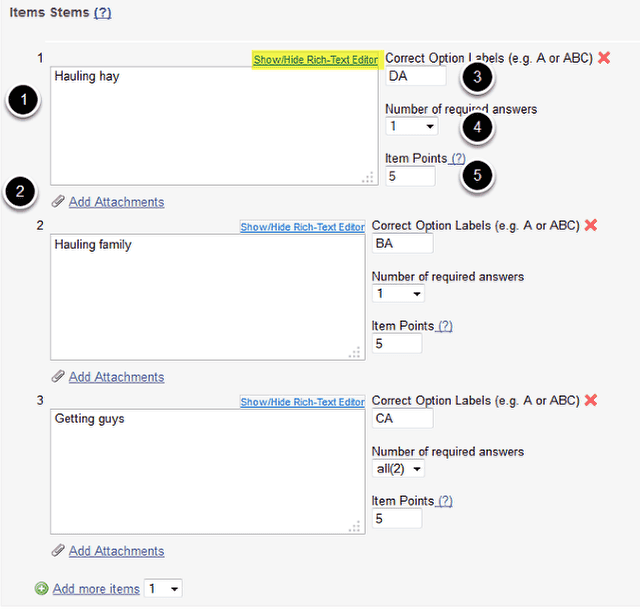 Items Stems (?)
1 Show/Hide Rich-Text Editor Correct Option Labels (e.g. A or ABC)
Hauling hay DA 3
1
Number of required answers
1 4
Item Points (?)
5 5
2
Add Attachments
2 Show/Hide Rich-Text Editor Correct Option Labels (e.g. A or ABC)
Hauling family BA
Number of required answers
1
Item Points (?)
5
Add Attachments
3 Show/Hide Rich-Text Editor Correct Option Labels (e.g. A or ABC)
Getting guys CA
Number of required answers
all(2)
Item Points (?)
5
Add Attachments
Add more items 1